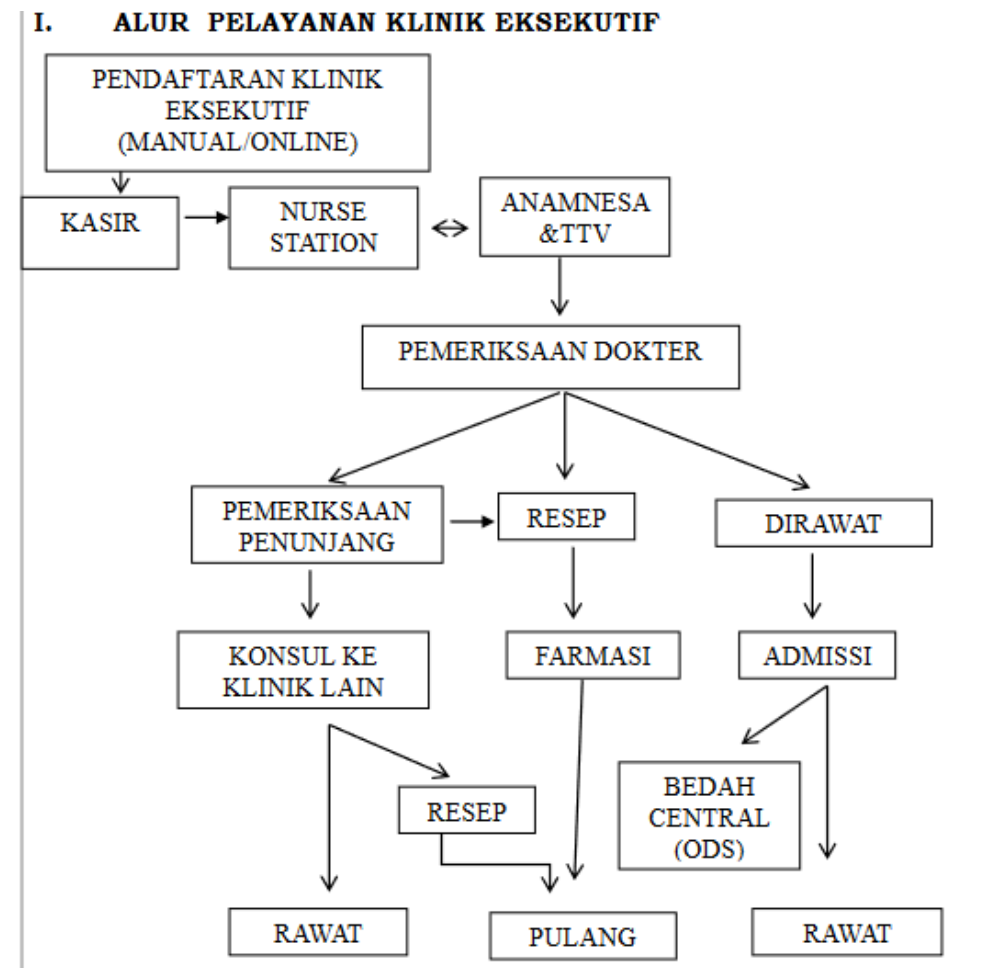 I. ALUR PELAYANAN KLINIK EKSEKUTIF
PENDAFTARAN KLINIK
EKSEKUTIF
(MANUAL/ONLINE)
KASIR
NURSE
STATION
ANAMNESA
&TTV
PEMERIKSAAN DOKTER
PEMERIKSAAN
PENUNJANG
RESEP
DIRAWAT
KONSUL KE
KLINIK LAIN
FARMASI
ADMISSI
RESEP
BEDAH
CENTRAL
(ODS)
RAWAT
PULANG
RAWAT